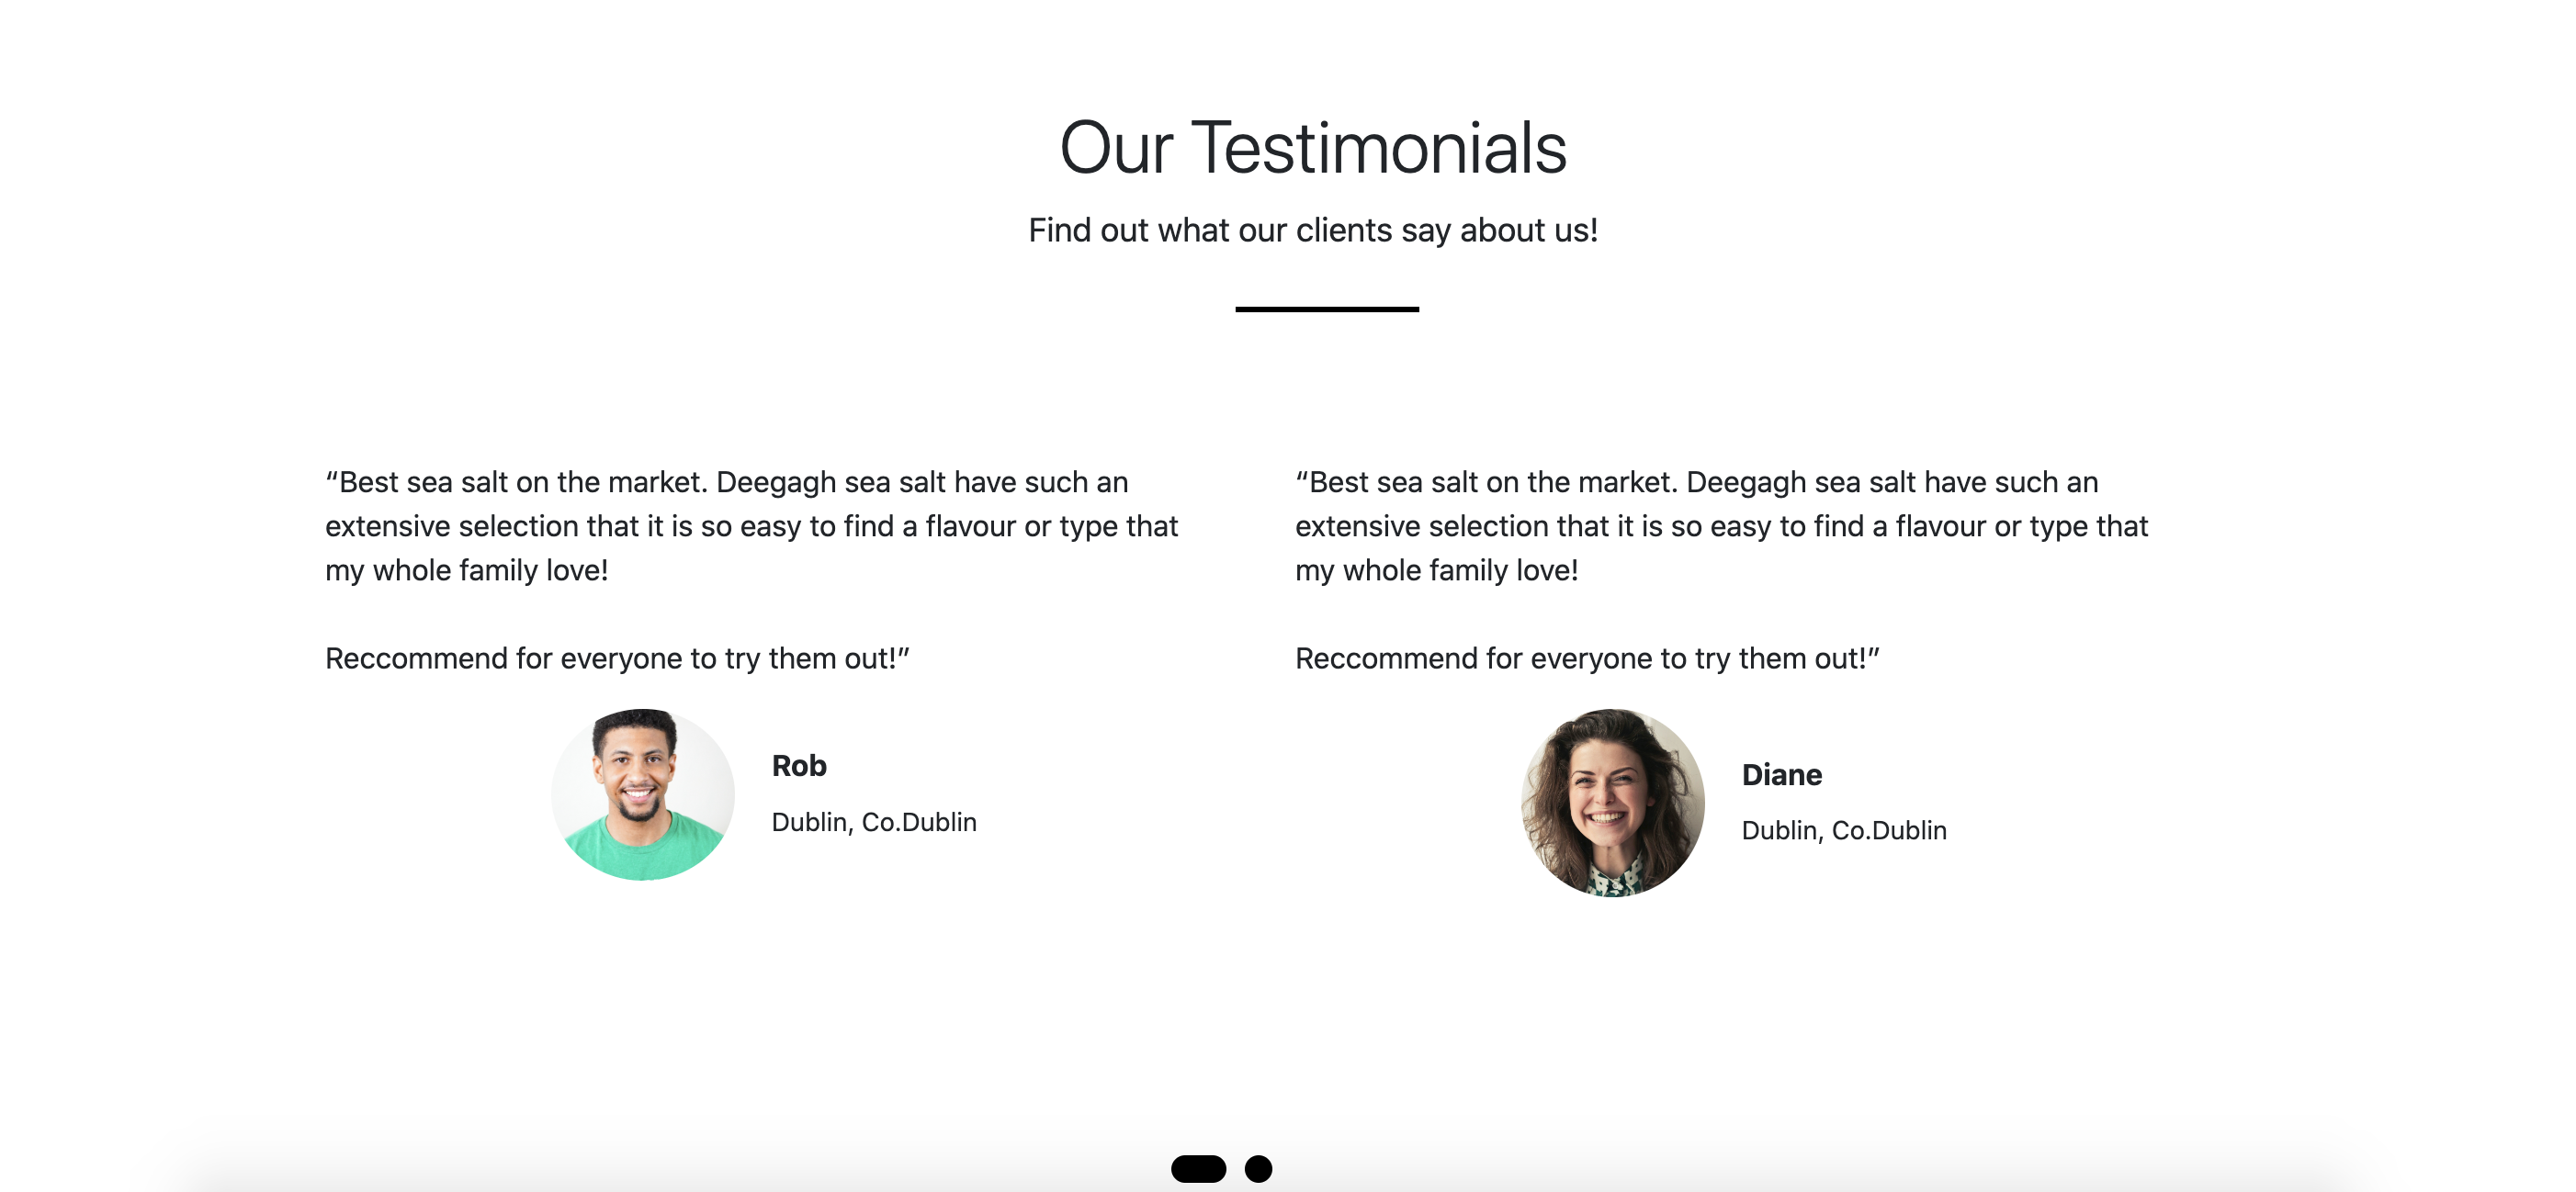 Our Testimonials
Find out what our clients say about us!
“Best sea salt on the market. Deegagh sea salt have such an
extensive selection that it is so easy to find a flavour or type that
my whole family love!
Reccommend for everyone to try them out!”
Rob
Dublin, Co.Dublin
“Best sea salt on the market. Deegagh sea salt have such an
extensive selection that it is so easy to find a flavour or type that
my whole family love!
Reccommend for everyone to try them out!”
Diane
Dublin, Co.Dublin